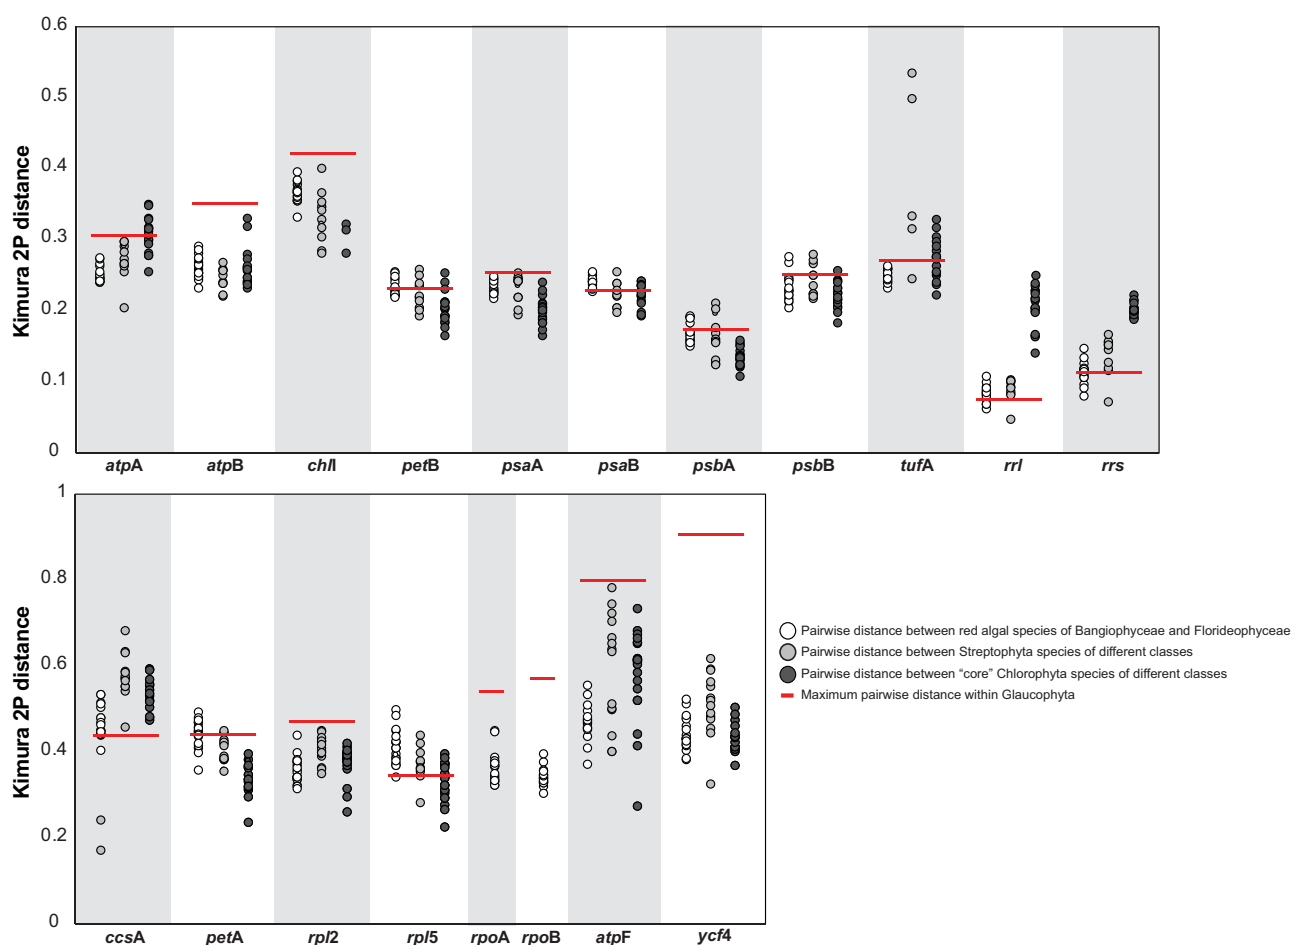 0.6
0.5
0.4
0.3
0.2
0.1
0
Kimura 2P distance
atpA atpB chlI petB psaA psaB psbA psbB tufA rrl rrs
1
0.8
0.6
0.4
0.2
0
Kimura 2P distance
ccsA petA rpl2 rpl5 rpoA rpoB atpF ycf4
Pairwise distance between red algal species of Bangiophyceae and Florideophyceae
Pairwise distance between Streptophyta species of different classes
Pairwise distance between “core” Chlorophyta species of different classes
Maximum pairwise distance within Glaucophyta